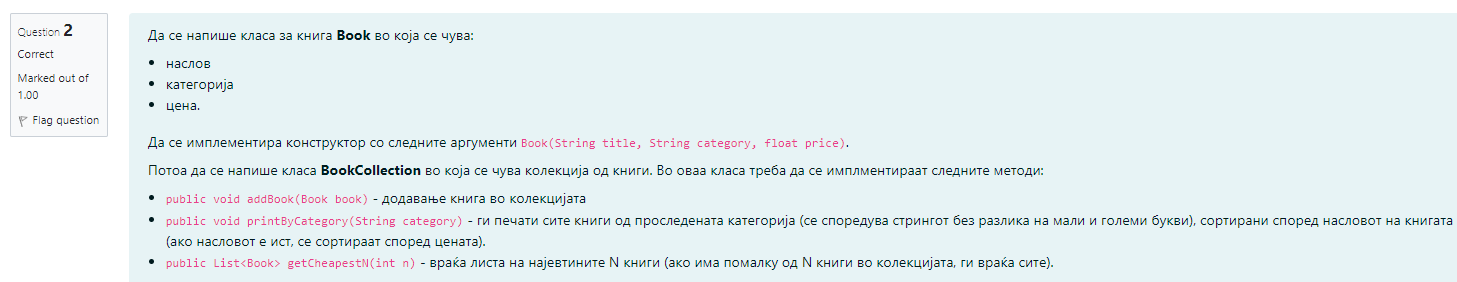 Question 2
Correct
Marked out of
1.00
Flag question
Да се напише класа за книга Book во која се чува:
наслов
категорија
цена.
Да се имплементира конструктор со следните аргументи Book(String title, String category, float price).
Потоа да се напише класа BookCollection во која се чува колекција од книги. Во оваа класа треба да се имплментираат следните методи:
public void addBook(Book book) - додавање книга во колекцијата
public void printByCategory(String category) - ги печати сите книги од проследената категорија (се споредува стрингот без разлика на мали и големи букви), сортирани според насловот на книгата
(ако насловот е ист, се сортираат според цената).
public List<Book> getCheapestN(int n) - враќа листа на најевтините N книги (ако има помалку од N книги во колекцијата, ги враќа сите).